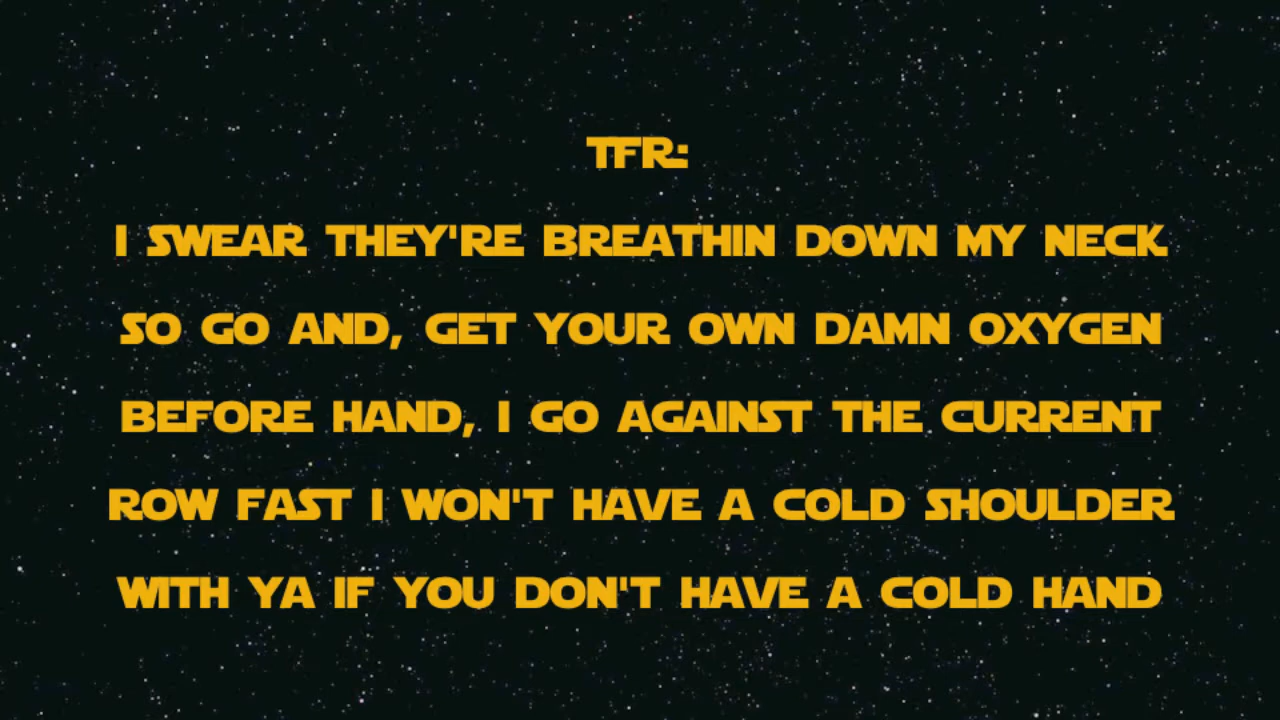 TFR:
I SWEAR THEY'RE BREATHIN DOWN MY NECK
SO GO AND, GET YOUR OWN DAMN OXYGEN
BEFORE HAND, I GO AGAINST THE CURRENT
ROW FAST I WON'T HAVE A COLD SHOULDER
WITH YA IF YOU DON'T HAVE A COLD HAND